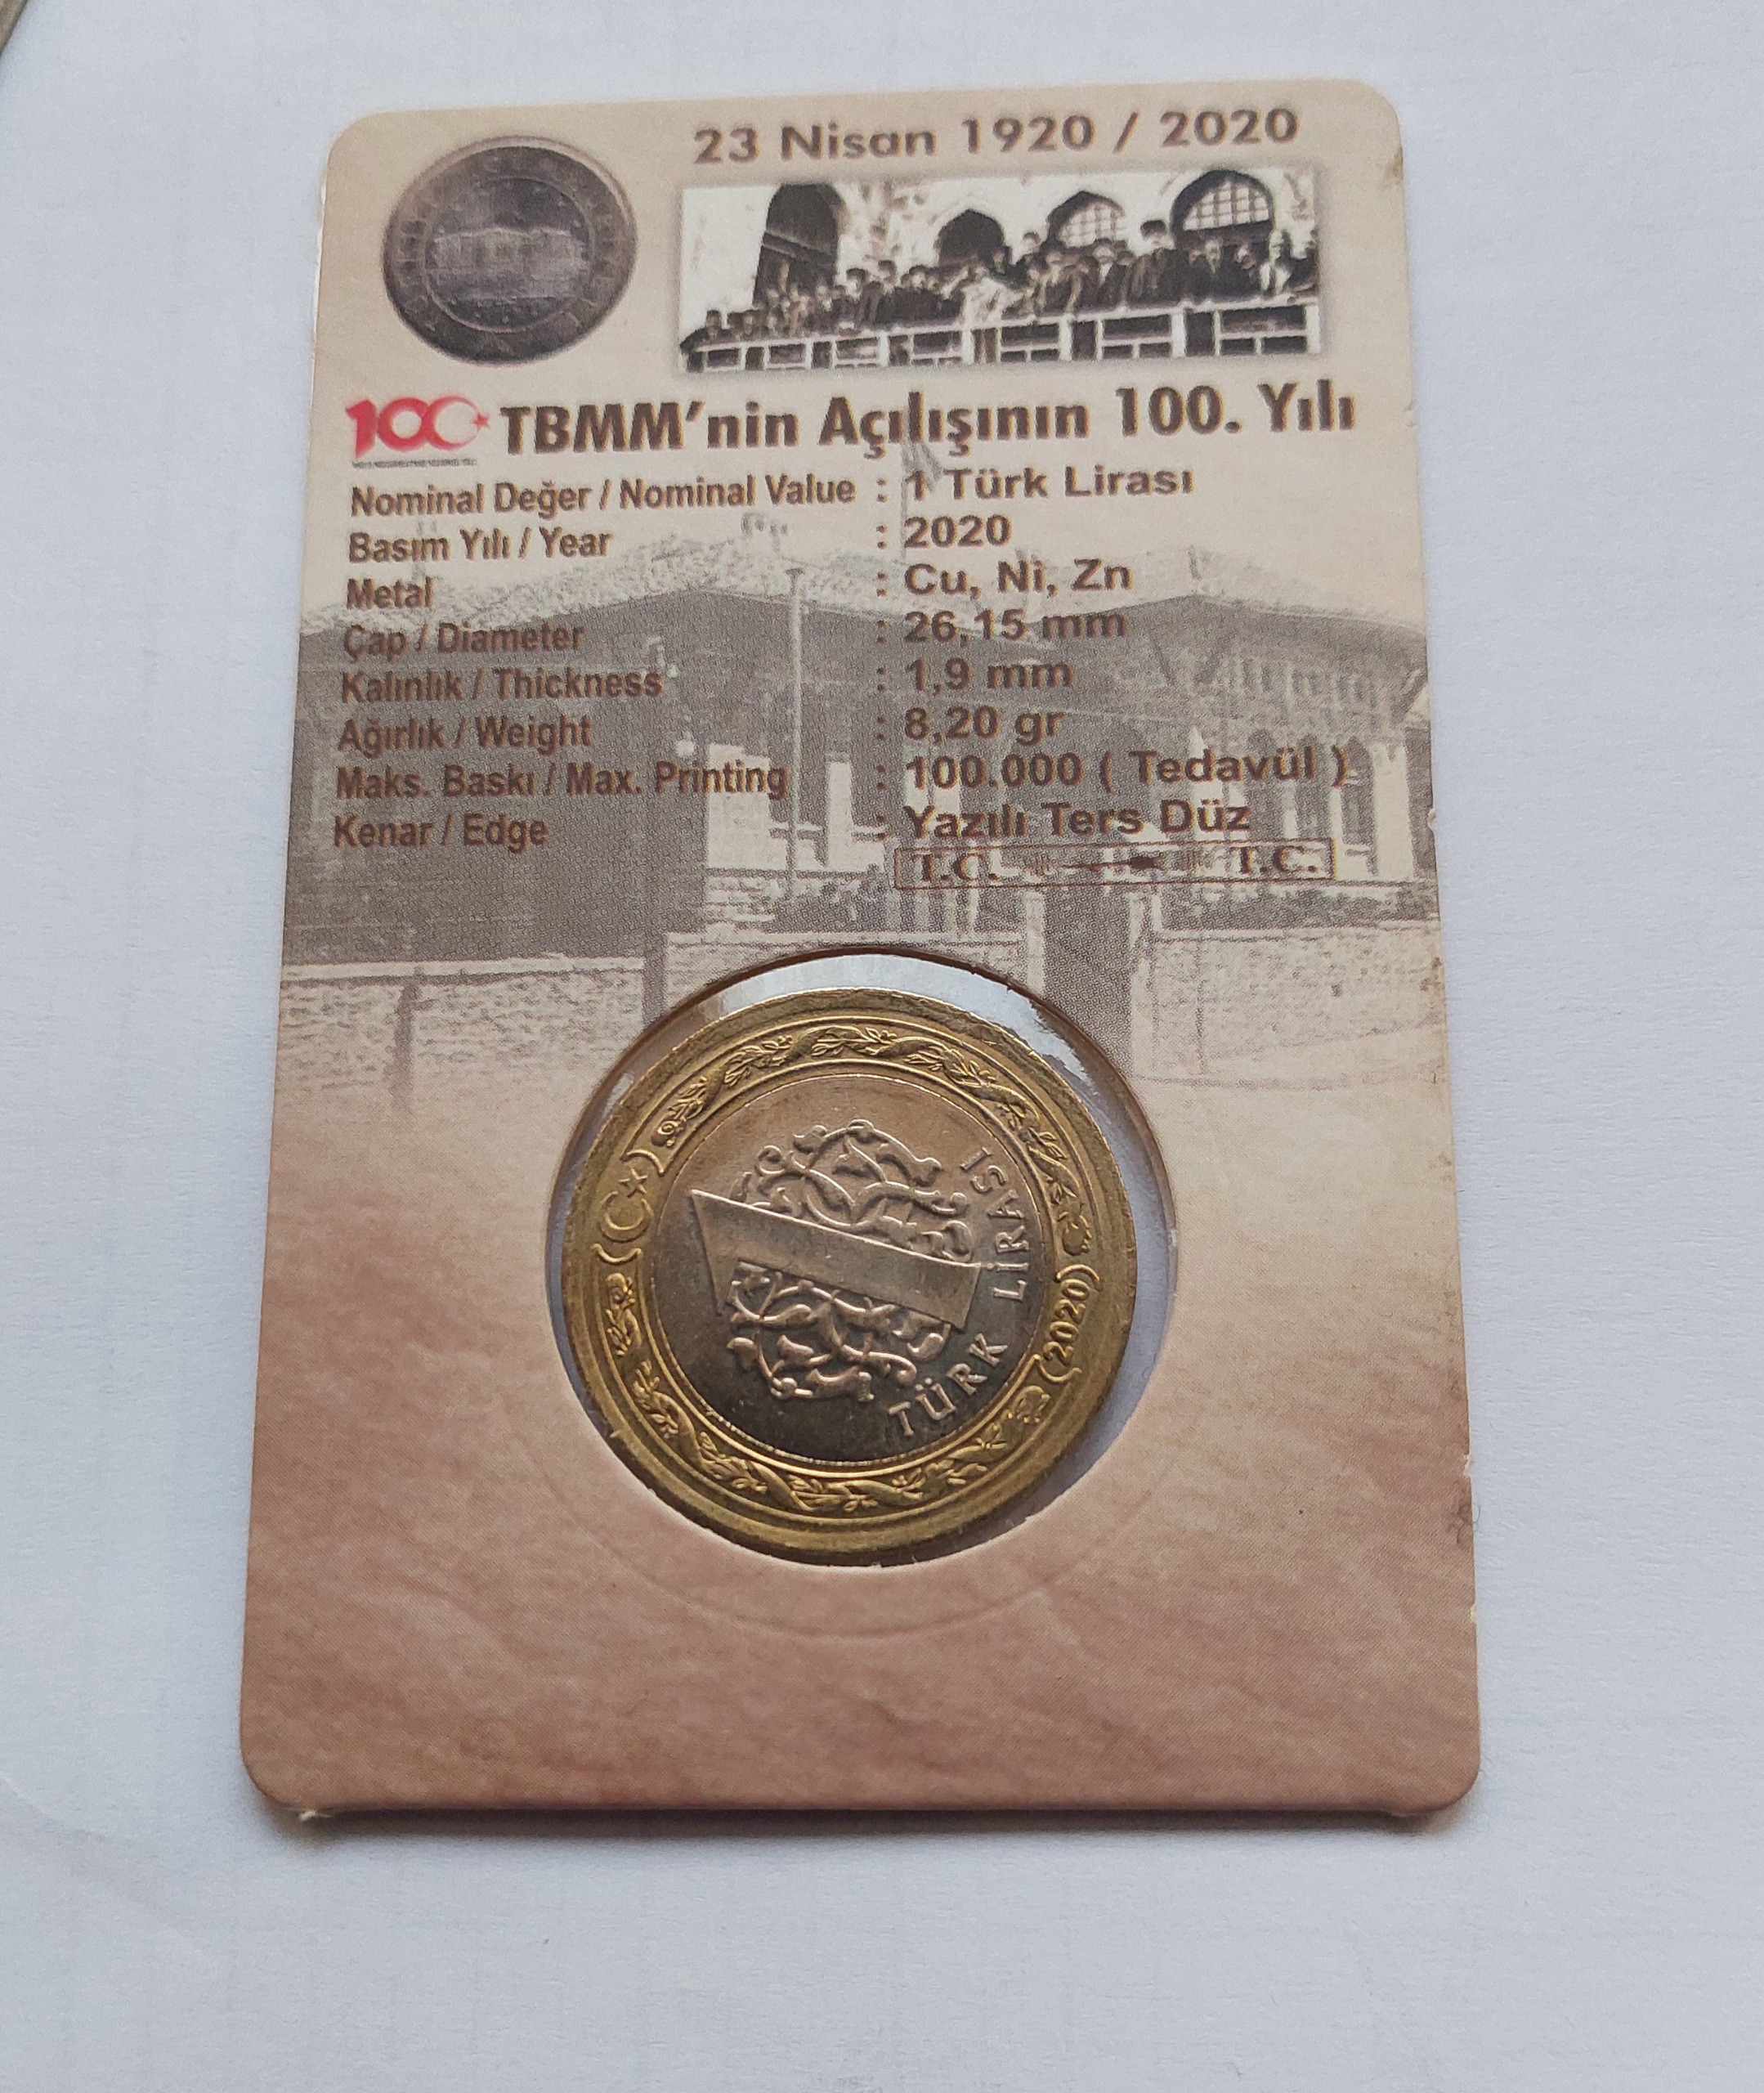 23 Nisan 1920 / 2020
100 TBMM'nin Açılışının 100. Yılı
Nominal Değer / Nominal Value : 1 Türk Lirası
Basım Yılı / Year : 2020
Metal : Cu, Ni, Zn
Çap / Diameter : 26,15 mm
Kalınlık / Thickness : 1,9 mm
Ağırlık / Weight : 8,20 gr
Maks. Baskı / Max. Printing : 100.000 ( Tedavül )
Kenar / Edge : Yazılı Ters Düz
T.C. T.C.
TÜRK LİRASI
(2020)